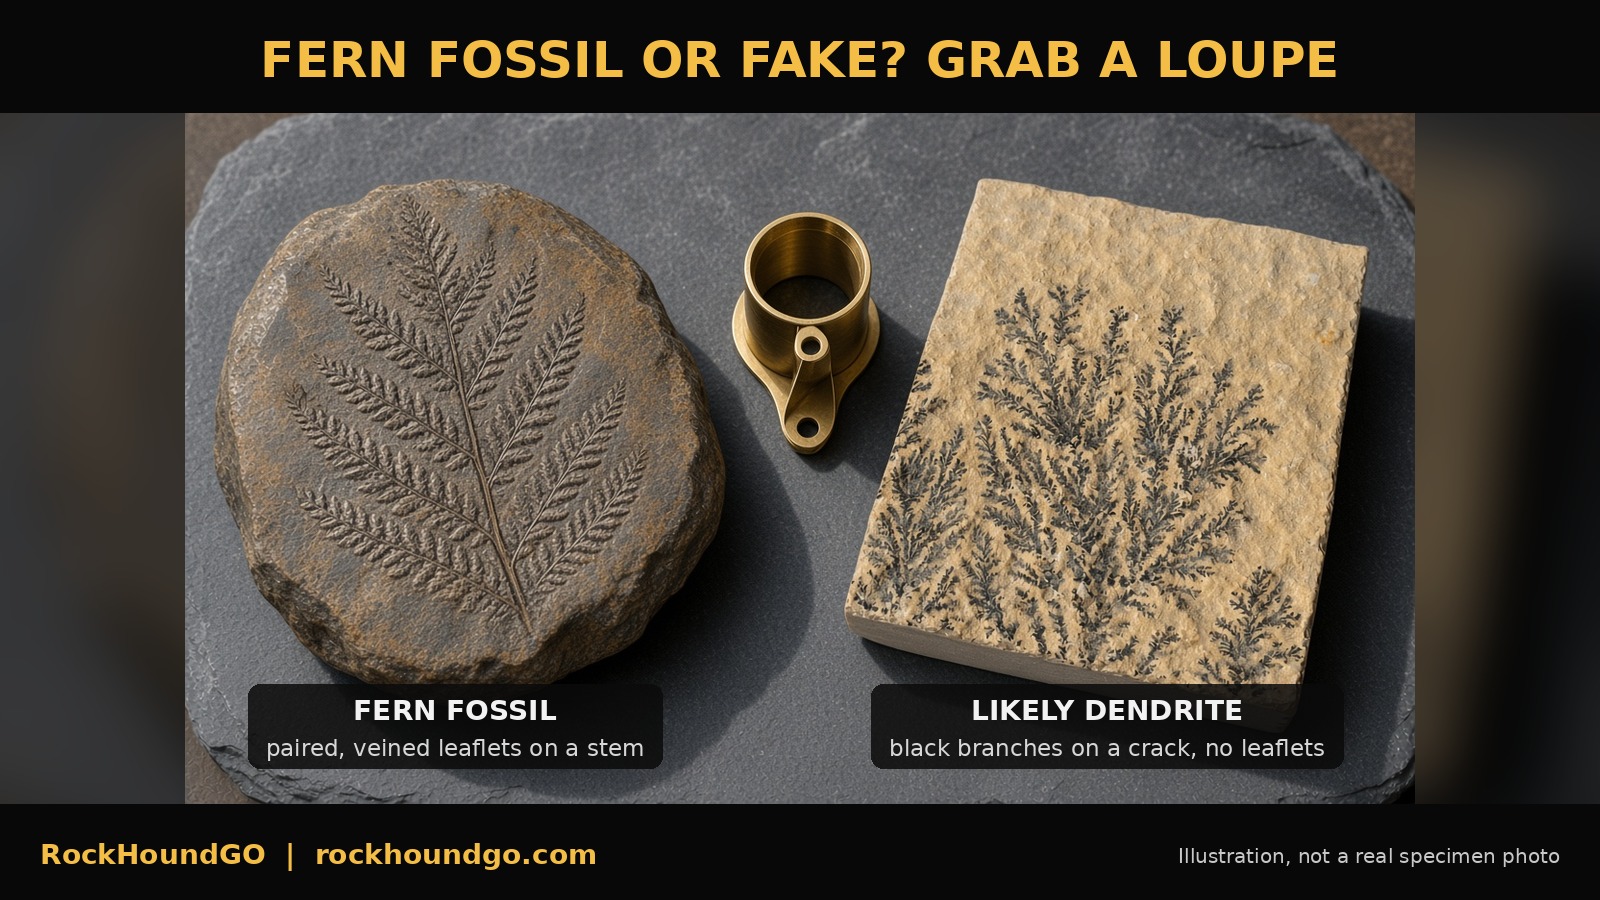 FERN FOSSIL OR FAKE? GRAB A LOUPE
FERN FOSSIL
paired, veined leaflets on a stem
LIKELY DENDRITE
black branches on a crack, no leaflets
RockHoundGO | rockhoundgo.com
Illustration, not a real specimen photo